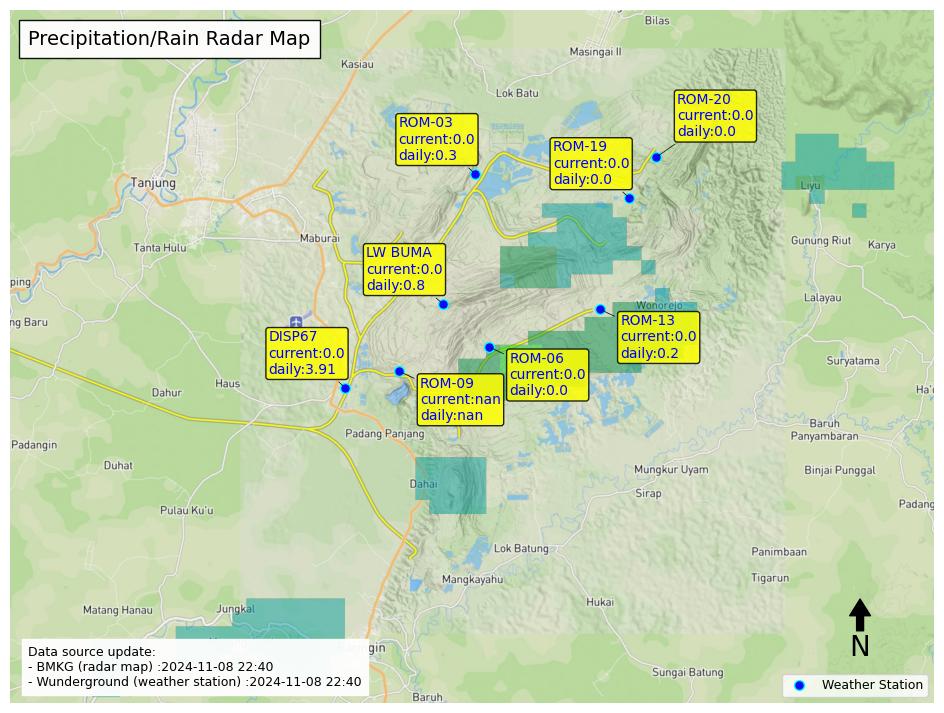 Precipitation/Rain Radar Map
Bilas
Masingai II
Kasiau
Lok Batu
ROM-20
current:0.0
daily:0.0
ROM-03
current:0.0
daily:0.3
ROM-19
current:0.0
daily:0.0
Tanjung
Liyu
Maburai
Tanta Hulu
Gunung Riut
Karya
LW BUMA
current:0.0
daily:0.8
ping
Lalayau
Wonorejo
ng Baru
ROM-13
current:0.0
daily:0.2
DISP67
current:0.0
daily:3.91
ROM-06
current:0.0
daily:0.0
Suryatama
ROM-09
current:nan
daily:nan
Haus
Dahur
Ha'
Padang Panjang
Baruh
Panyambaran
Padangin
Duhat
Mungkur Uyam
Binjai Punggal
Dahai
Sirap
Padang
Pulau Ku'u
Lok Batung
Panimbaan
Mangkayahu
Tigarun
Matang Hanau
Jungkal
Hukai
N
Data source update:
- BMKG (radar map) :2024-11-08 22:40
- Wunderground (weather station) :2024-11-08 22:40
Sungai Batung
Weather Station
Baruh